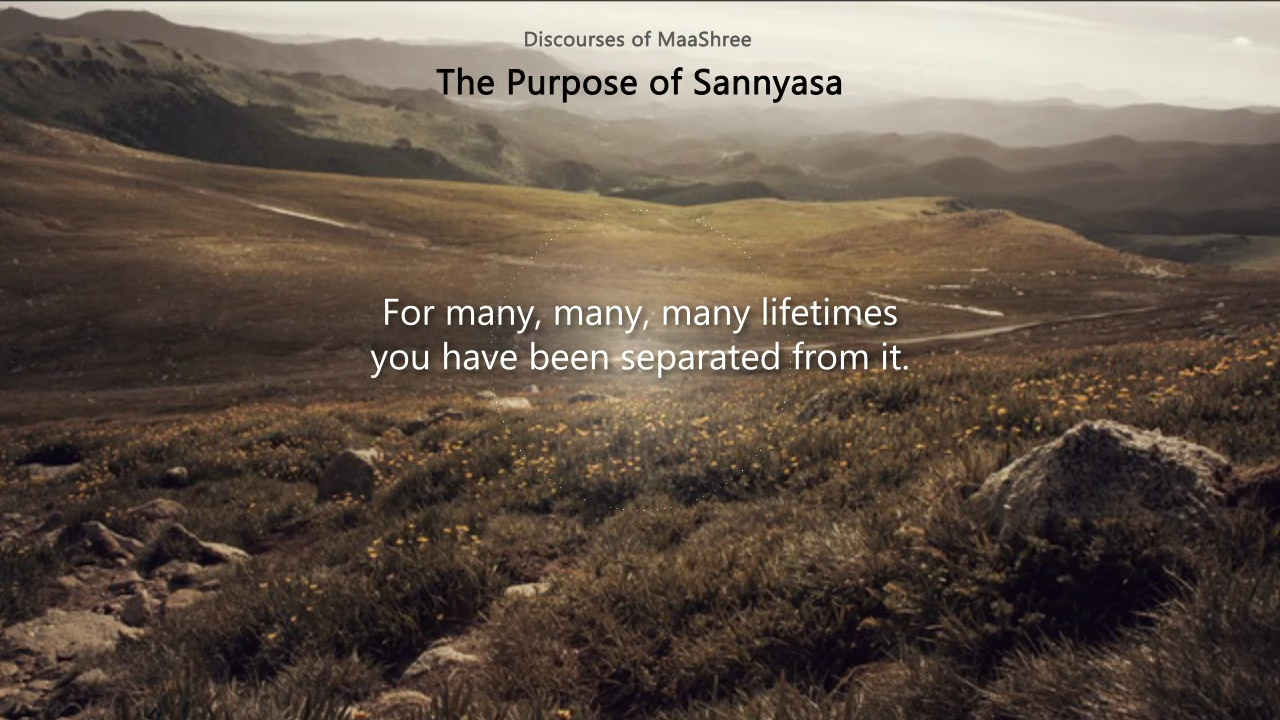 Discourses of MaaShree
The Purpose of Sannyasa
For many, many, many lifetimes
you have been separated from it.